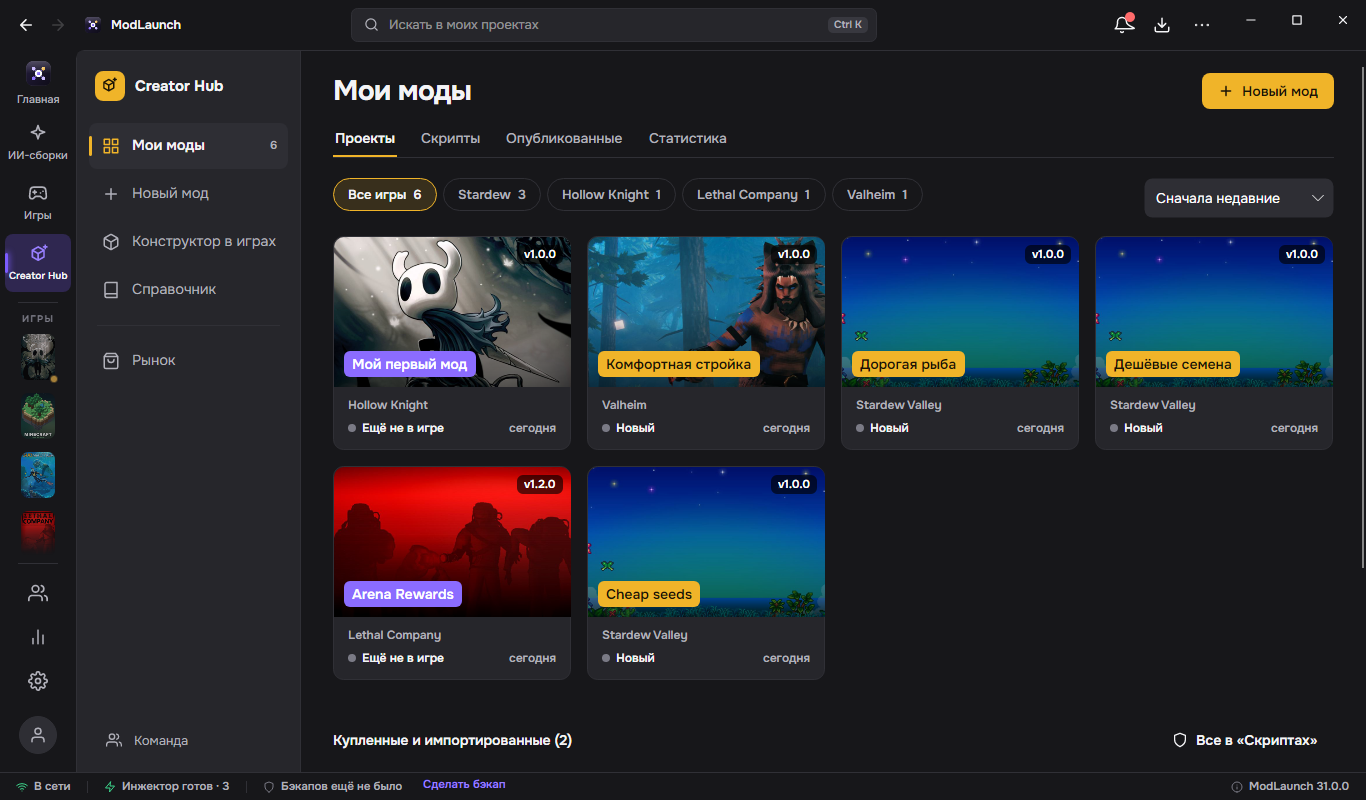 ModLaunch
Искать в моих проектах
Ctrl K
Главная
ИИ-сборки
Игры
Creator Hub
ИГРЫ
MINECRAFT
LETHAL
COMPANY
Creator Hub
Мои моды 6
Новый мод
Конструктор в играх
Справочник
Рынок
Команда
Мои моды
Новый мод
Проекты Скрипты Опубликованные Статистика
Все игры 6 Stardew 3 Hollow Knight 1 Lethal Company 1 Valheim 1
Сначала недавние
v1.0.0
Мой первый мод
Hollow Knight
Ещё не в игре сегодня
v1.0.0
Комфортная стройка
Valheim
Новый сегодня
v1.0.0
Дорогая рыба
Stardew Valley
Новый сегодня
v1.0.0
Дешёвые семена
Stardew Valley
Новый сегодня
v1.2.0
Arena Rewards
Lethal Company
Ещё не в игре сегодня
v1.0.0
Cheap seeds
Stardew Valley
Новый сегодня
Купленные и импортированные (2)
Все в «Скриптах»
В сети
Инжектор готов · 3
Бэкапов ещё не было
Сделать бэкап
ModLaunch 31.0.0